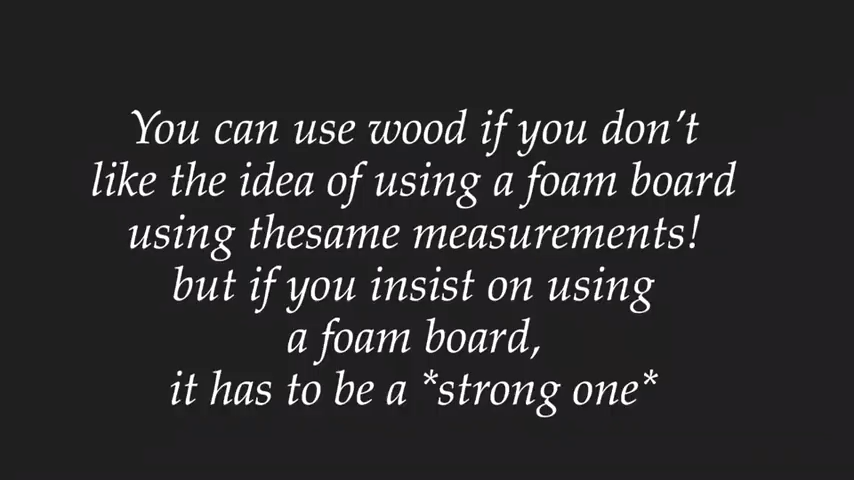 You can use wood if you don’t
like the idea of using a foam board
using thesame measurements!
but if you insist on using
a foam board,
it has to be a *strong one*